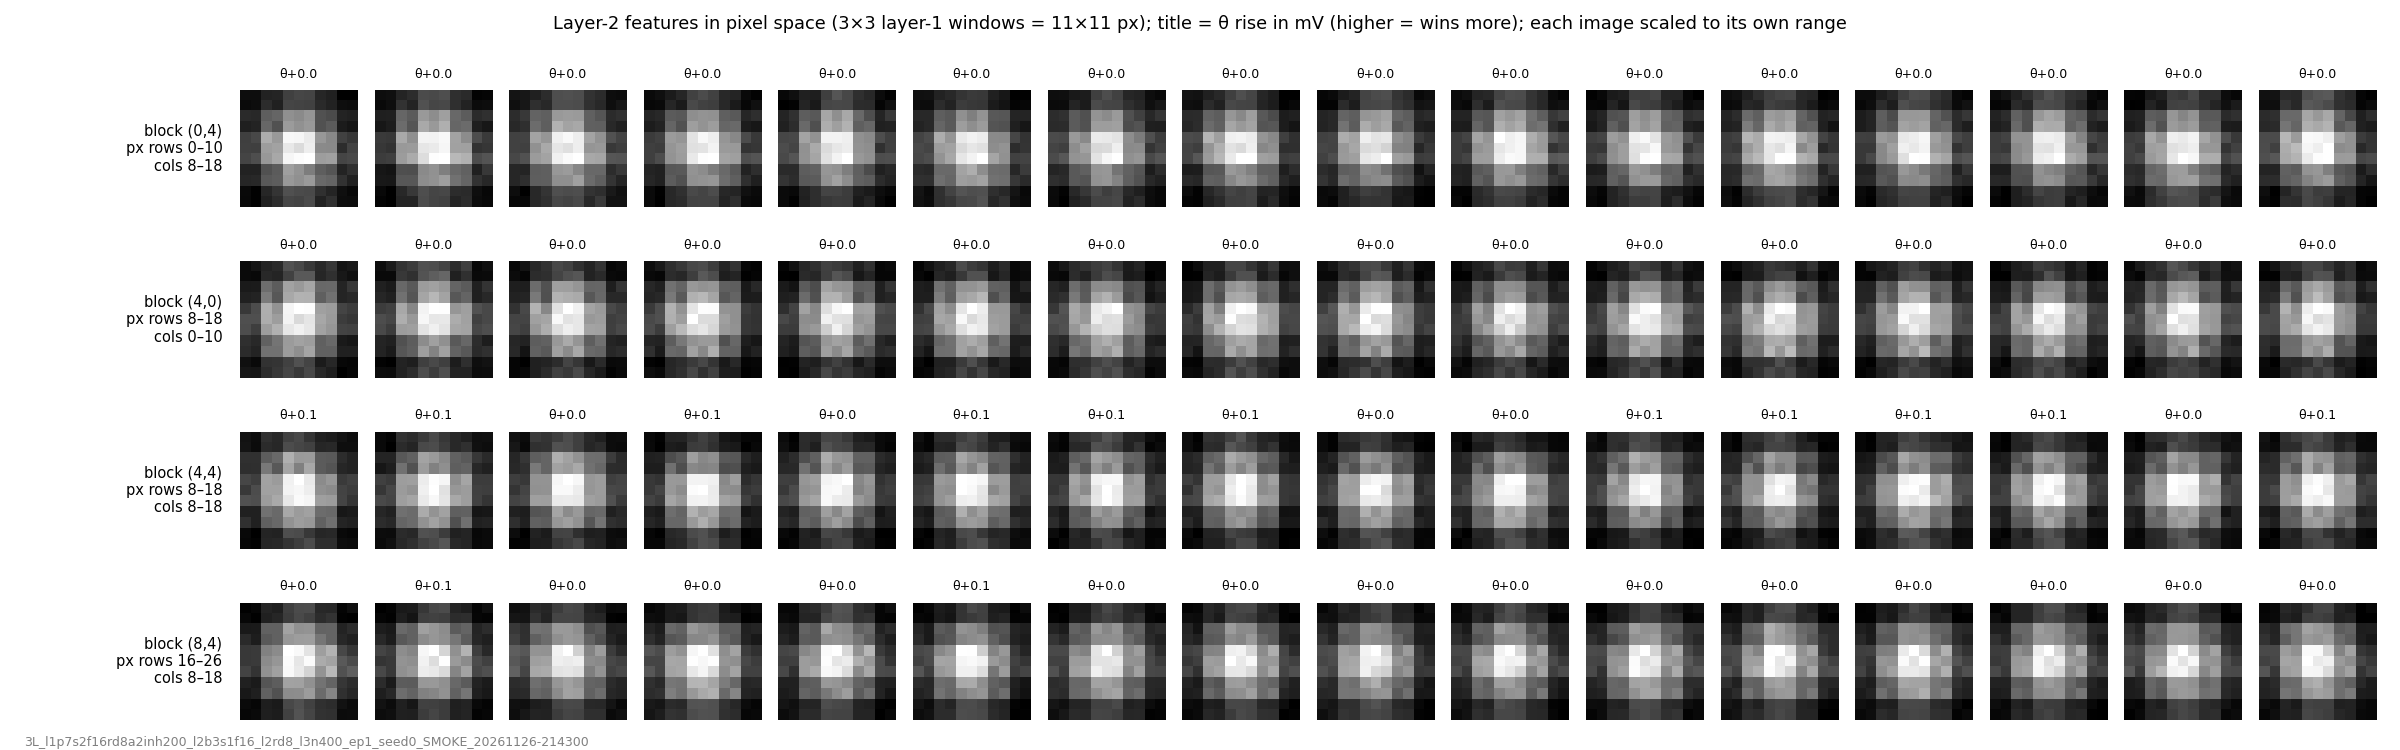 Layer-2 features in pixel space (3×3 layer-1 windows = 11×11 px); title = θ rise in mV (higher = wins more); each image scaled to its own range
θ+0.0 θ+0.0 θ+0.0 θ+0.0 θ+0.0 θ+0.0 θ+0.0 θ+0.0 θ+0.0 θ+0.0 θ+0.0 θ+0.0 θ+0.0 θ+0.0 θ+0.0 θ+0.0
block (0,4)
px rows 0–10
cols 8–18
θ+0.0 θ+0.0 θ+0.0 θ+0.0 θ+0.0 θ+0.0 θ+0.0 θ+0.0 θ+0.0 θ+0.0 θ+0.0 θ+0.0 θ+0.0 θ+0.0 θ+0.0 θ+0.0
block (4,0)
px rows 8–18
cols 0–10
θ+0.1 θ+0.1 θ+0.0 θ+0.1 θ+0.0 θ+0.1 θ+0.1 θ+0.1 θ+0.0 θ+0.0 θ+0.1 θ+0.1 θ+0.1 θ+0.1 θ+0.0 θ+0.1
block (4,4)
px rows 8–18
cols 8–18
θ+0.0 θ+0.1 θ+0.0 θ+0.0 θ+0.0 θ+0.1 θ+0.0 θ+0.0 θ+0.0 θ+0.0 θ+0.0 θ+0.0 θ+0.0 θ+0.0 θ+0.0 θ+0.0
block (8,4)
px rows 16–26
cols 8–18
3L_l1p7s2f16rd8a2inh200_l2b3s1f16_l2rd8_l3n400_ep1_seed0_SMOKE_20261126-214300